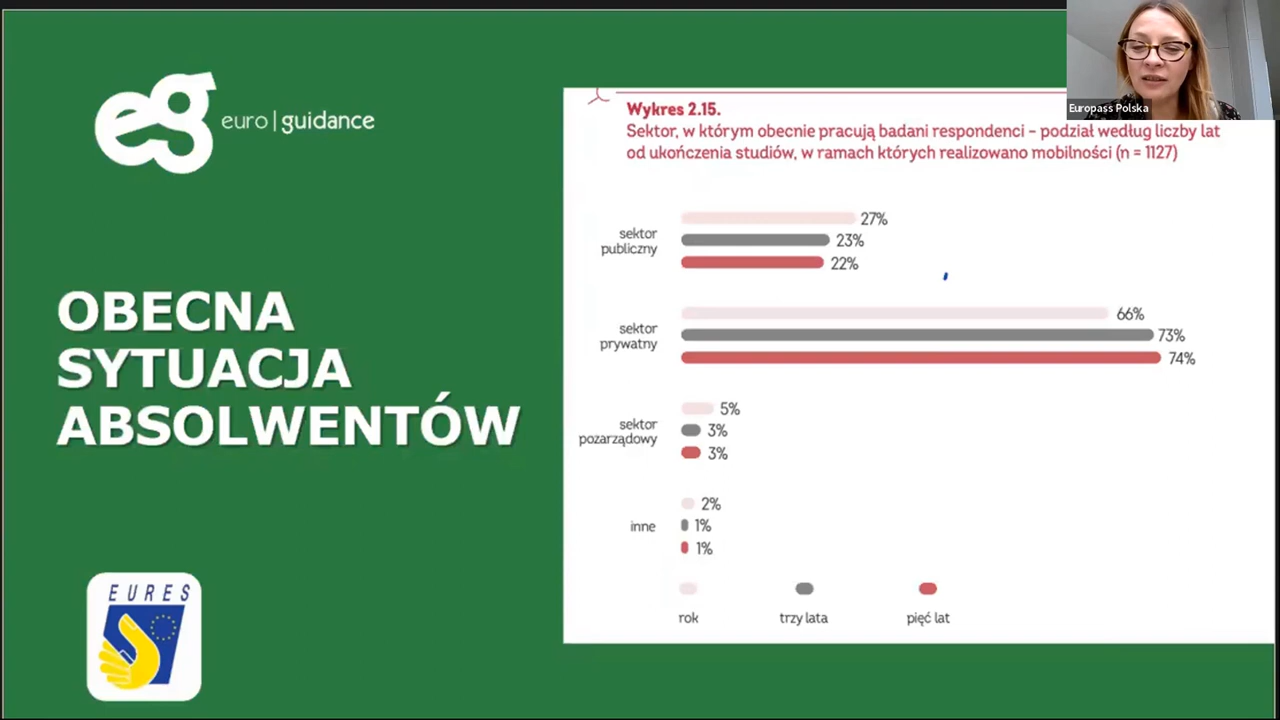 Europass Polska
eg euro|guidance
OBECNA
SYTUACJA
ABSOLWENTÓW
EURES
Wykres 2.15.
Sektor, w którym obecnie pracują badani respondenci – podział według liczby lat
od ukończenia studiów, w ramach których realizowano mobilności (n = 1127)
sektor
publiczny
27%
23%
22%
sektor
prywatny
66%
73%
74%
sektor
pozarządowy
5%
3%
3%
inne
2%
1%
1%
rok
trzy lata
pięć lat